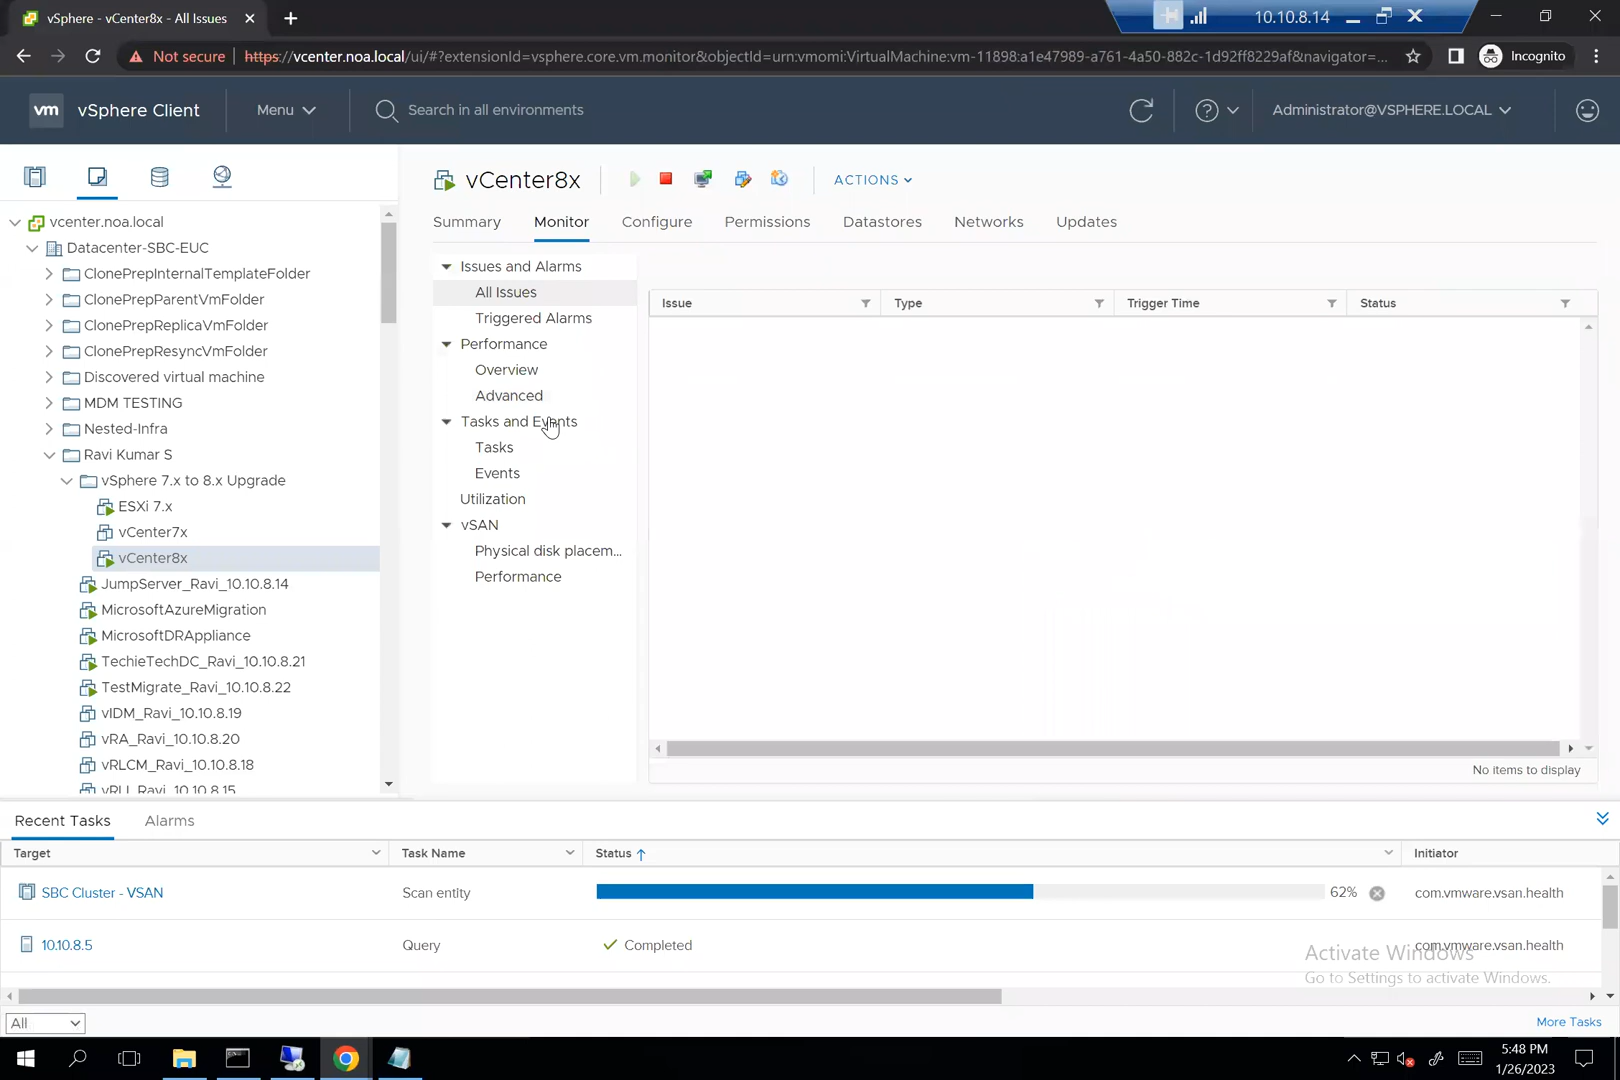 vSphere - vCenter8x - All Issues
10.10.8.14
Not secure https://vcenter.noa.local/ui/#?extensionId=vsphere.core.vm.monitor&objectId=urn:vmomi:VirtualMachine:vm-11898:a1e47989-a761-4a50-882c-1d92ff8229af&navigator=...
Incognito
vm vSphere Client Menu Search in all environments Administrator@VSPHERE.LOCAL
vCenter8x ACTIONS
Summary Monitor Configure Permissions Datastores Networks Updates
vcenter.noa.local
Datacenter-SBC-EUC
ClonePrepInternalTemplateFolder
ClonePrepParentVmFolder
ClonePrepReplicaVmFolder
ClonePrepResyncVmFolder
Discovered virtual machine
MDM TESTING
Nested-Infra
Ravi Kumar S
vSphere 7.x to 8.x Upgrade
ESXi 7.x
vCenter7x
vCenter8x
JumpServer_Ravi_10.10.8.14
MicrosoftAzureMigration
MicrosoftDRAppliance
TechieTechDC_Ravi_10.10.8.21
TestMigrate_Ravi_10.10.8.22
vIDM_Ravi_10.10.8.19
vRA_Ravi_10.10.8.20
vRLCM_Ravi_10.10.8.18
vRLI_Ravi_10.10.8.15
Issues and Alarms
All Issues
Triggered Alarms
Performance
Overview
Advanced
Tasks and Events
Tasks
Events
Utilization
vSAN
Physical disk placem...
Performance
Issue Type Trigger Time Status
No items to display
Recent Tasks Alarms
Target Task Name Status Initiator
SBC Cluster - VSAN Scan entity 62% com.vmware.vsan.health
10.10.8.5 Query Completed com.vmware.vsan.health
Activate Windows
Go to Settings to activate Windows.
All
More Tasks
5:48 PM
1/26/2023